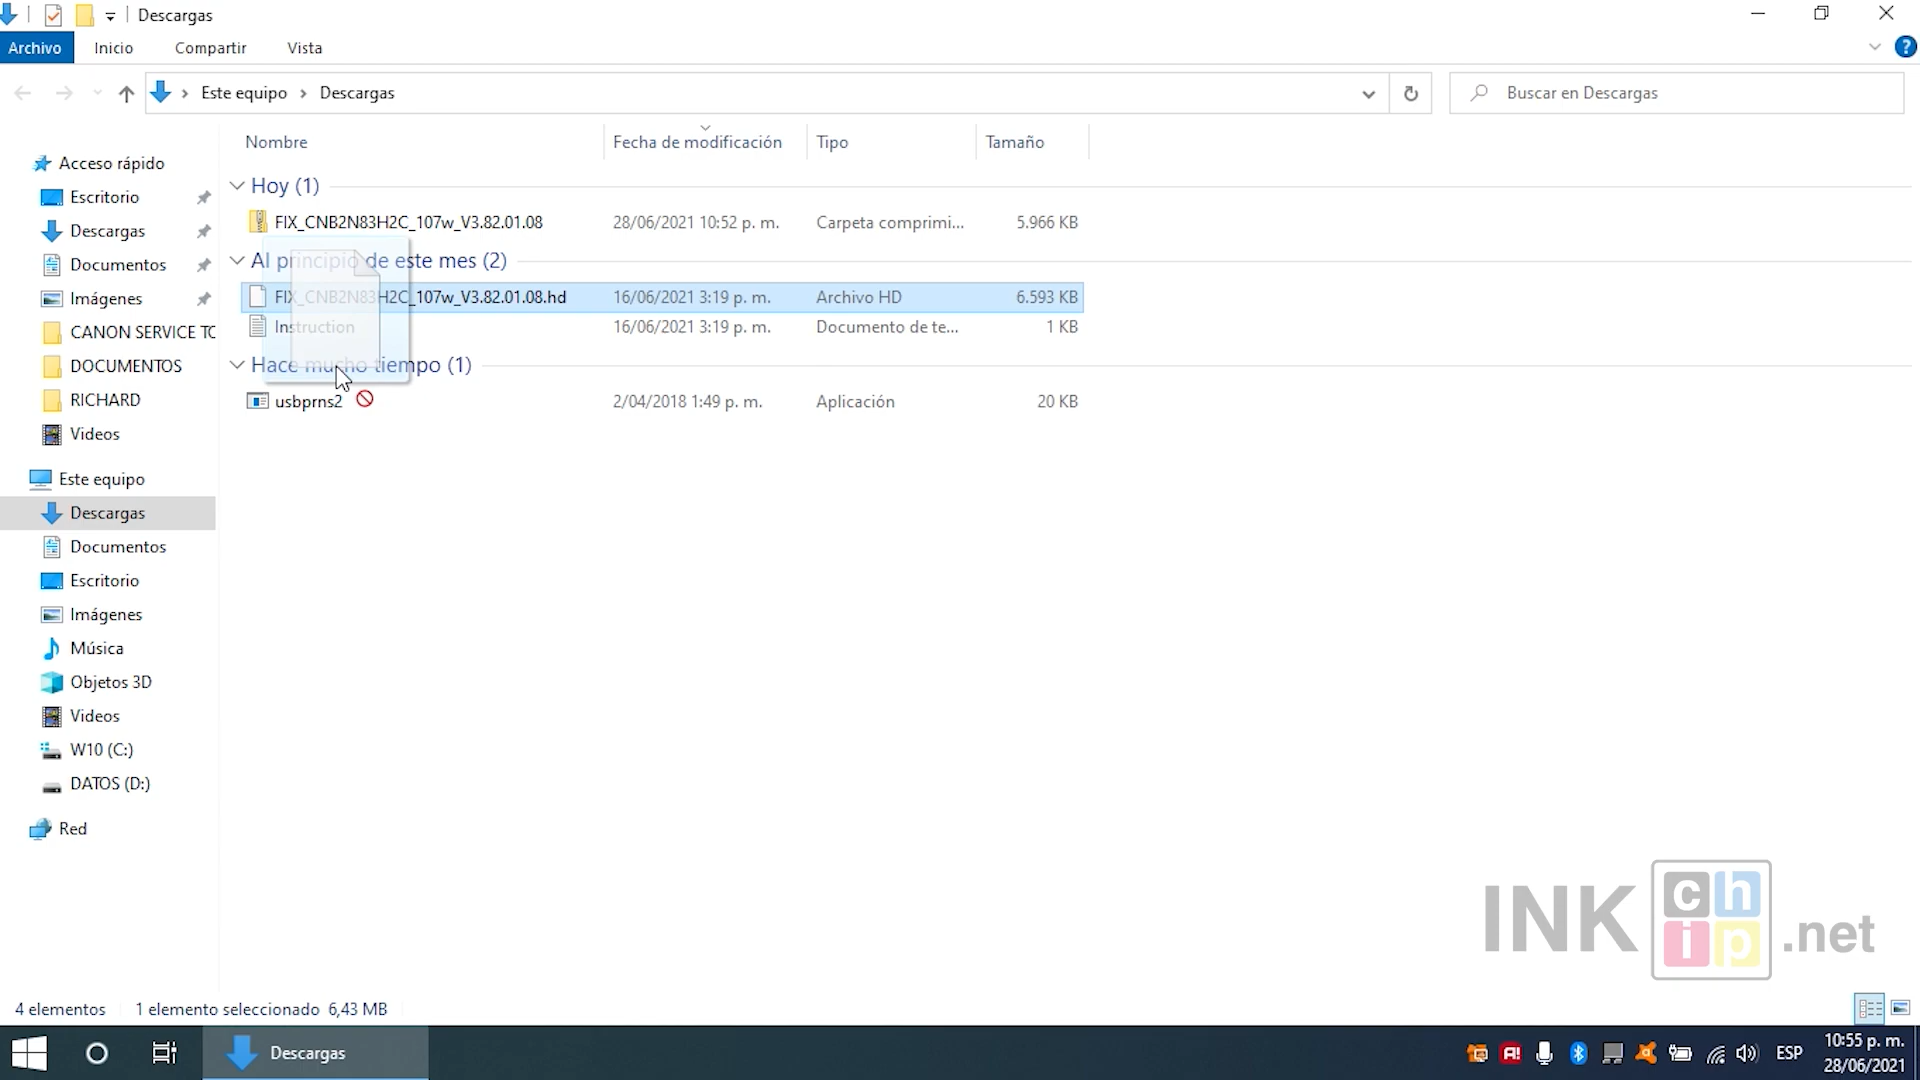 Descargas
Archivo Inicio Compartir Vista
Este equipo Descargas Buscar en Descargas
Nombre Fecha de modificación Tipo Tamaño
Hoy (1)
FIX_CNB2N83H2C_107w_V3.82.01.08 28/06/2021 10:52 p. m. Carpeta comprimi... 5.966 KB
Al principio de este mes (2)
FIX_CNB2N83H2C_107w_V3.82.01.08.hd 16/06/2021 3:19 p. m. Archivo HD 6.593 KB
Instruction 16/06/2021 3:19 p. m. Documento de te... 1 KB
Hace mucho tiempo (1)
usbprns2 2/04/2018 1:49 p. m. Aplicación 20 KB
Acceso rápido
Escritorio
Descargas
Documentos
Imágenes
CANON SERVICE TO
DOCUMENTOS
RICHARD
Videos
Este equipo
Descargas
Documentos
Escritorio
Imágenes
Música
Objetos 3D
Videos
W10 (C:)
DATOS (D:)
Red
INK chip .net
4 elementos 1 elemento seleccionado 6,43 MB
Descargas
ESP
10:55 p. m.
28/06/2021